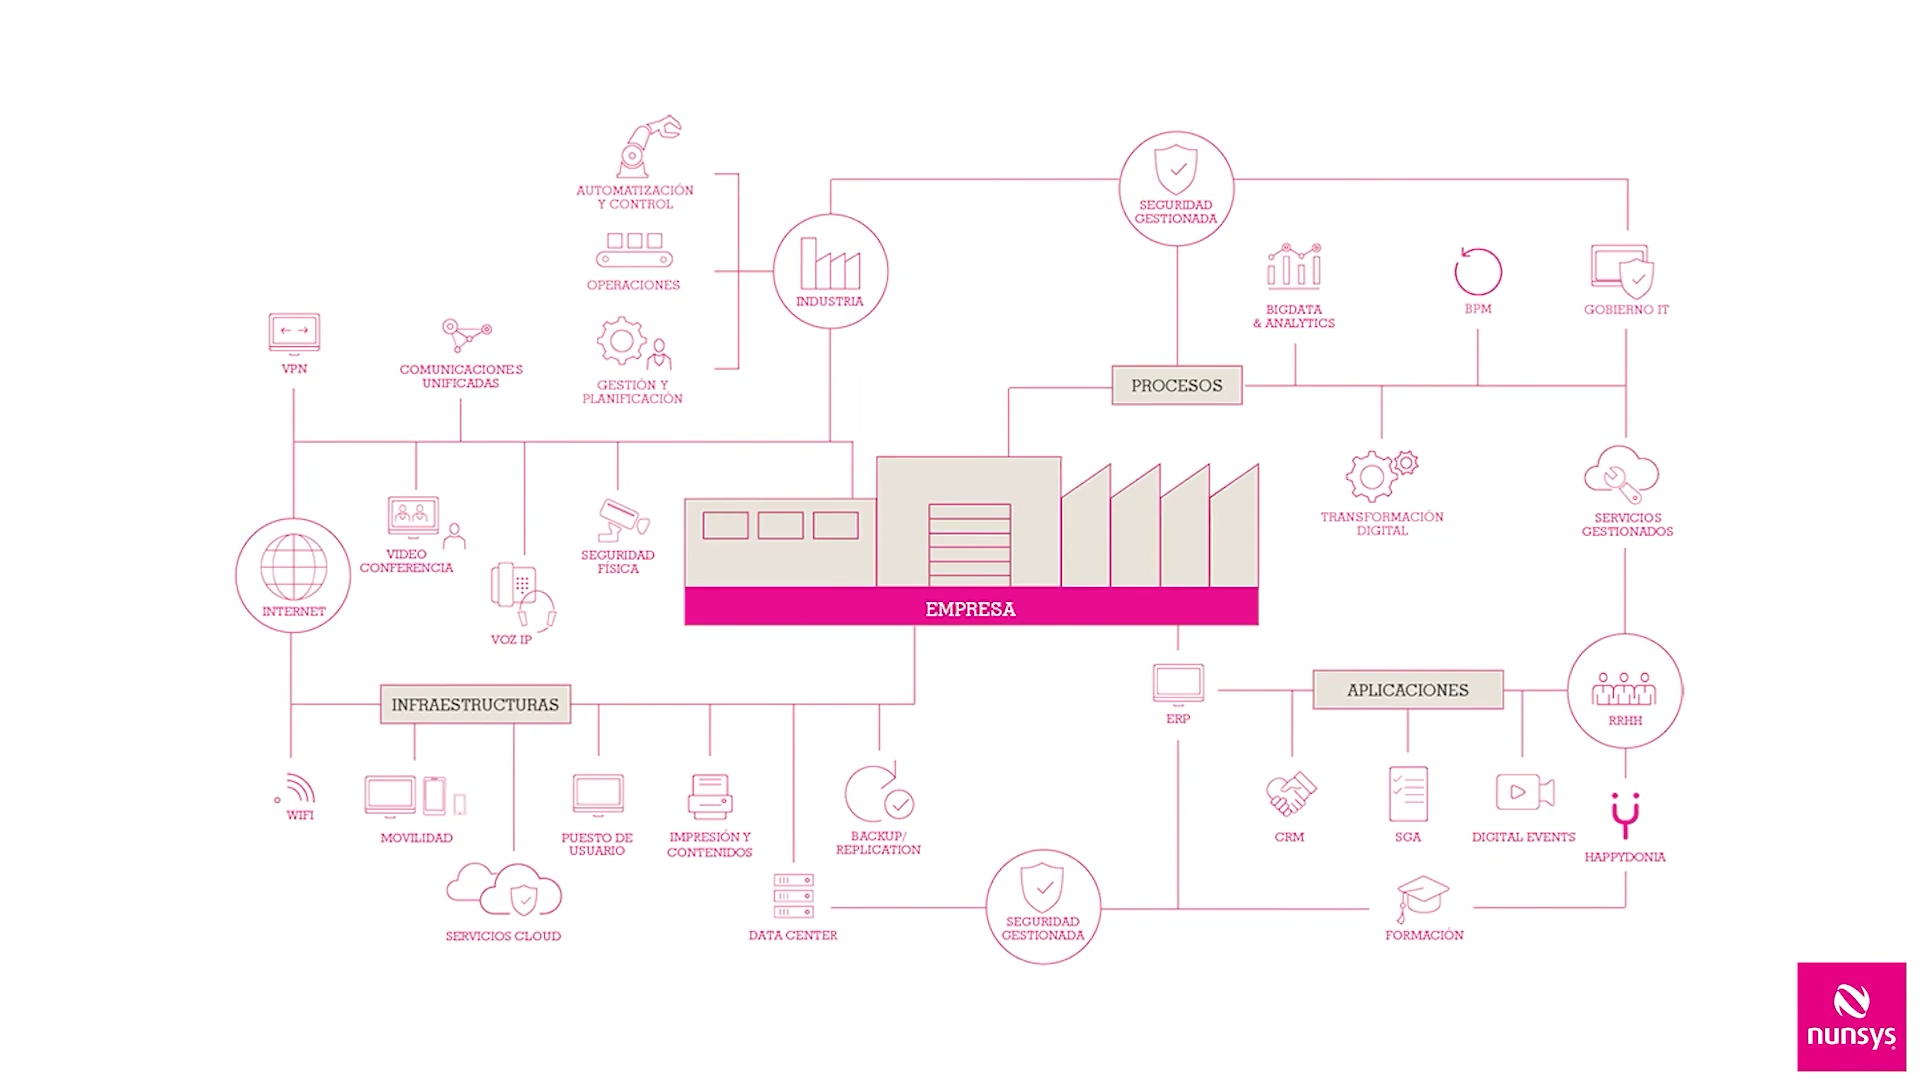 AUTOMATIZACIÓN
Y CONTROL
OPERACIONES
GESTIÓN Y
PLANIFICACIÓN
INDUSTRIA
SEGURIDAD
GESTIONADA
BIGDATA
& ANALYTICS
BPM
GOBIERNO IT
VPN
COMUNICACIONES
UNIFICADAS
PROCESOS
VIDEO
CONFERENCIA
VOZ IP
SEGURIDAD
FÍSICA
TRANSFORMACIÓN
DIGITAL
SERVICIOS
GESTIONADOS
INTERNET
EMPRESA
INFRAESTRUCTURAS
ERP
APLICACIONES
RRHH
WIFI
MOVILIDAD
PUESTO DE
USUARIO
IMPRESIÓN Y
CONTENIDOS
BACKUP/
REPLICATION
CRM
SGA
DIGITAL EVENTS
HAPPYDONIA
SERVICIOS CLOUD
DATA CENTER
SEGURIDAD
GESTIONADA
FORMACIÓN
nunsys